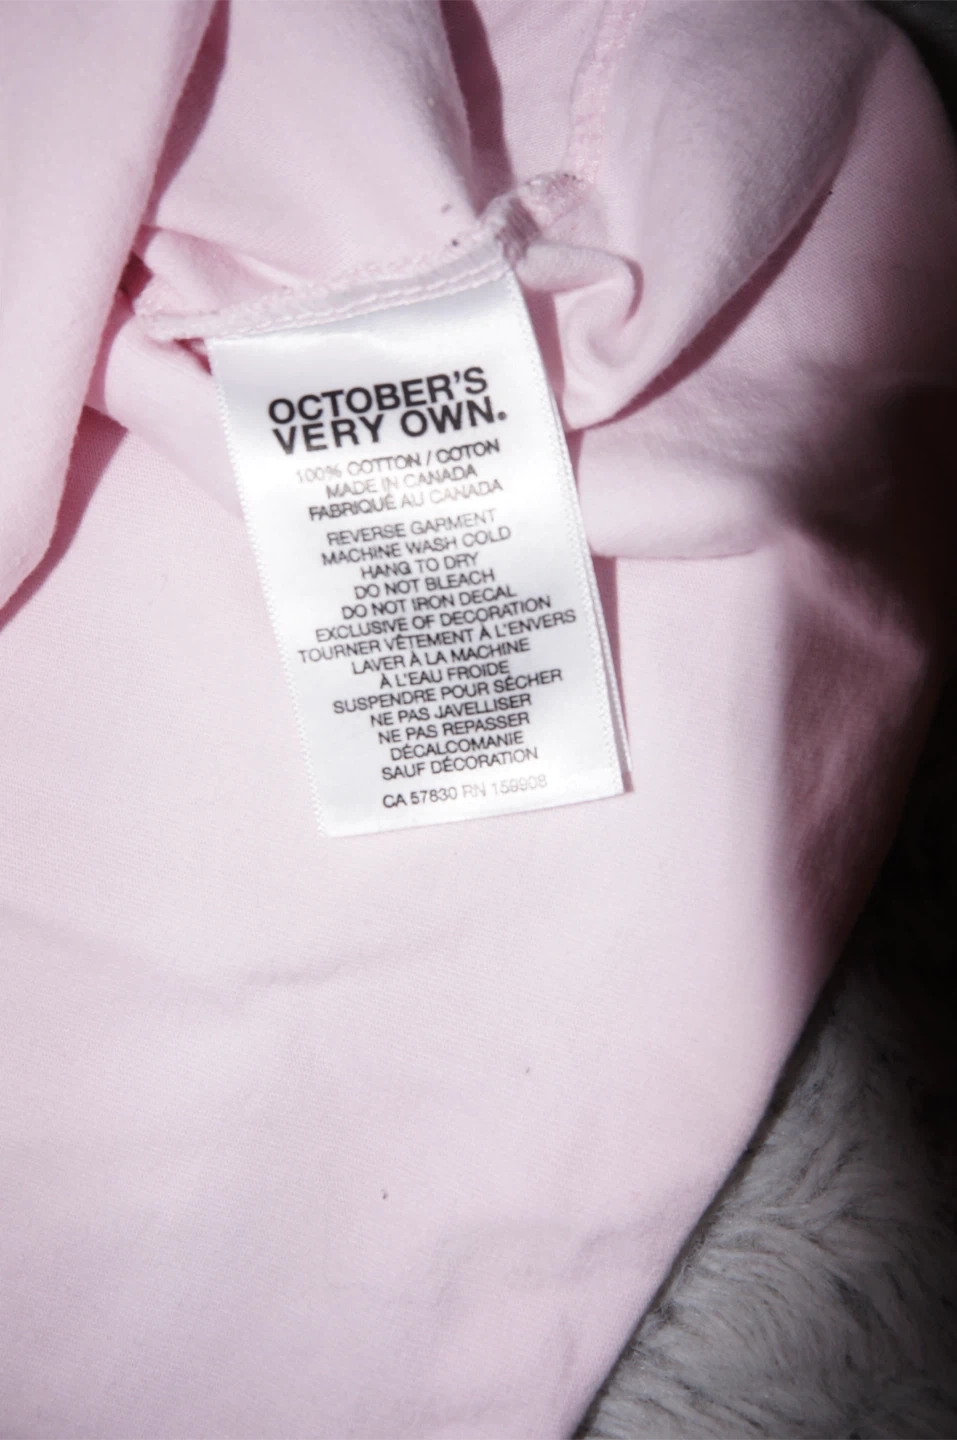 OCTOBER'S
VERY OWN.
100% COTTON / COTON
MADE IN CANADA
FABRIQUÉ AU CANADA
REVERSE GARMENT
MACHINE WASH COLD
HANG TO DRY
DO NOT BLEACH
DO NOT IRON DECAL
EXCLUSIVE OF DECORATION
TOURNER VÊTEMENT À L'ENVERS
LAVER À LA MACHINE
À L'EAU FROIDE
SUSPENDRE POUR SÉCHER
NE PAS JAVELLISER
NE PAS REPASSER
DÉCALCOMANIE
SAUF DÉCORATION
CA 57830 RN 159908